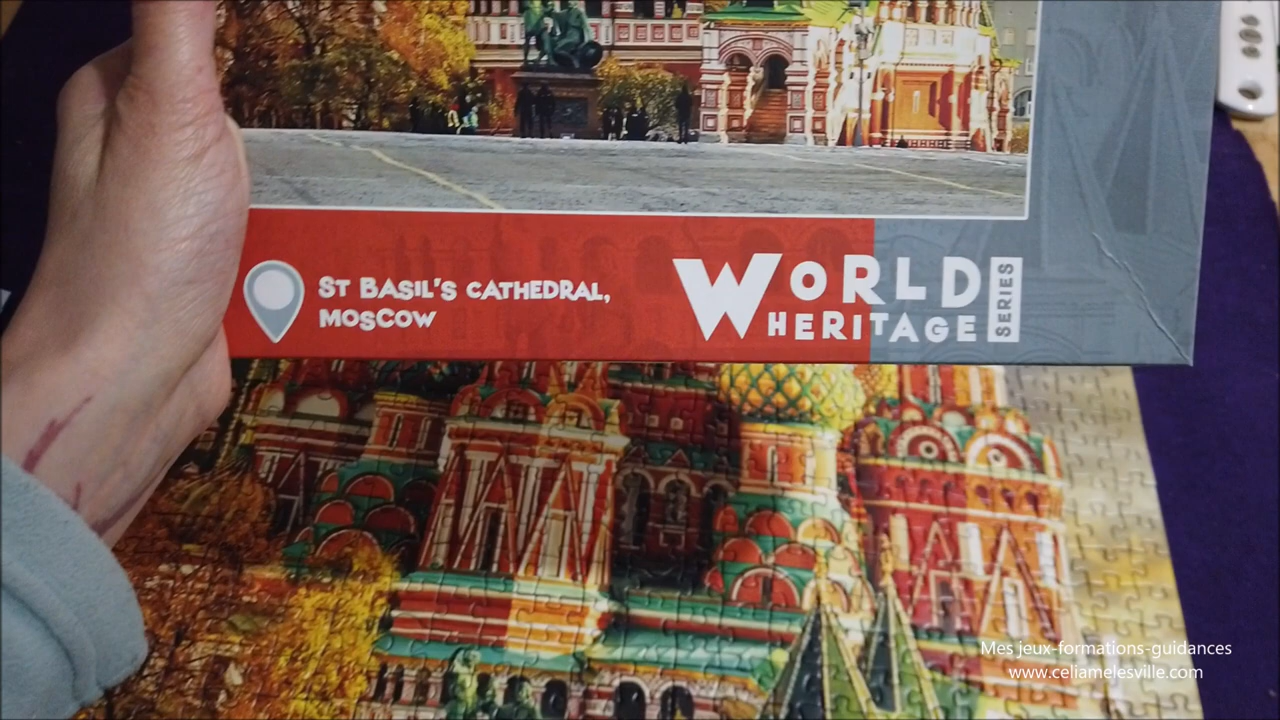 ST BASIL'S CATHEDRAL,
MOSCOW
WORLD
HERITAGE
SERIES
Mes jeux-formations-guidances
www.celiamelesville.com